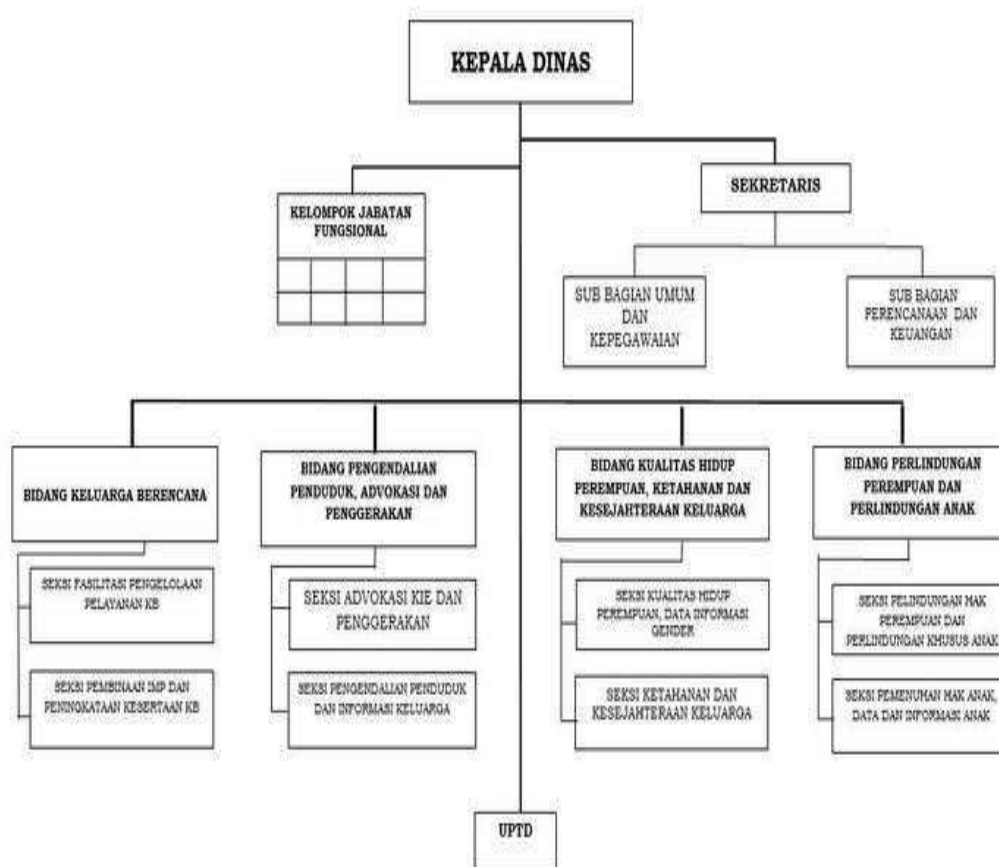 KEPALA DINAS
SEKRETARIS
KELOMPOK JABATAN
FUNGSIONAL
SUB BAGIAN UMUM
DAN
KEPEGAWAIAN
SUB BAGIAN
PERENCANAAN DAN
KEUANGAN
BIDANG KELUARGA BERENCANA
BIDANG PENGENDALIAN
PENDUDUK, ADVOKASI DAN
PENGGERAKAN
BIDANG KUALITAS HIDUP
PEREMPUAN, KETAHANAN DAN
KESEJAHTERAAN KELUARGA
BIDANG PERLINDUNGAN
PEREMPUAN DAN
PERLINDUNGAN ANAK
SEKSI FASILITASI PENGELOLAAN
PELAYANAN KB
SEKSI PEMBINAAN IMP DAN
PENINGKATAAN KESERTAAN KB
SEKSI ADVOKASI KIE DAN
PENGGERAKAN
SEKSI PENGENDALIAN PENDUDUK
DAN INFORMASI KELUARGA
SEKSI KUALITAS HIDUP
PEREMPUAN, DATA INFORMASI
GENDER
SEKSI KETAHANAN DAN
KESEJAHTERAAN KELUARGA
SEKSI PELINDUNGAN HAK
PEREMPUAN DAN
PERLINDUNGAN KHUSUS ANAK
SEKSI PEMENUHAN HAK ANAK,
DATA DAN INFORMASI ANAK
UPTD